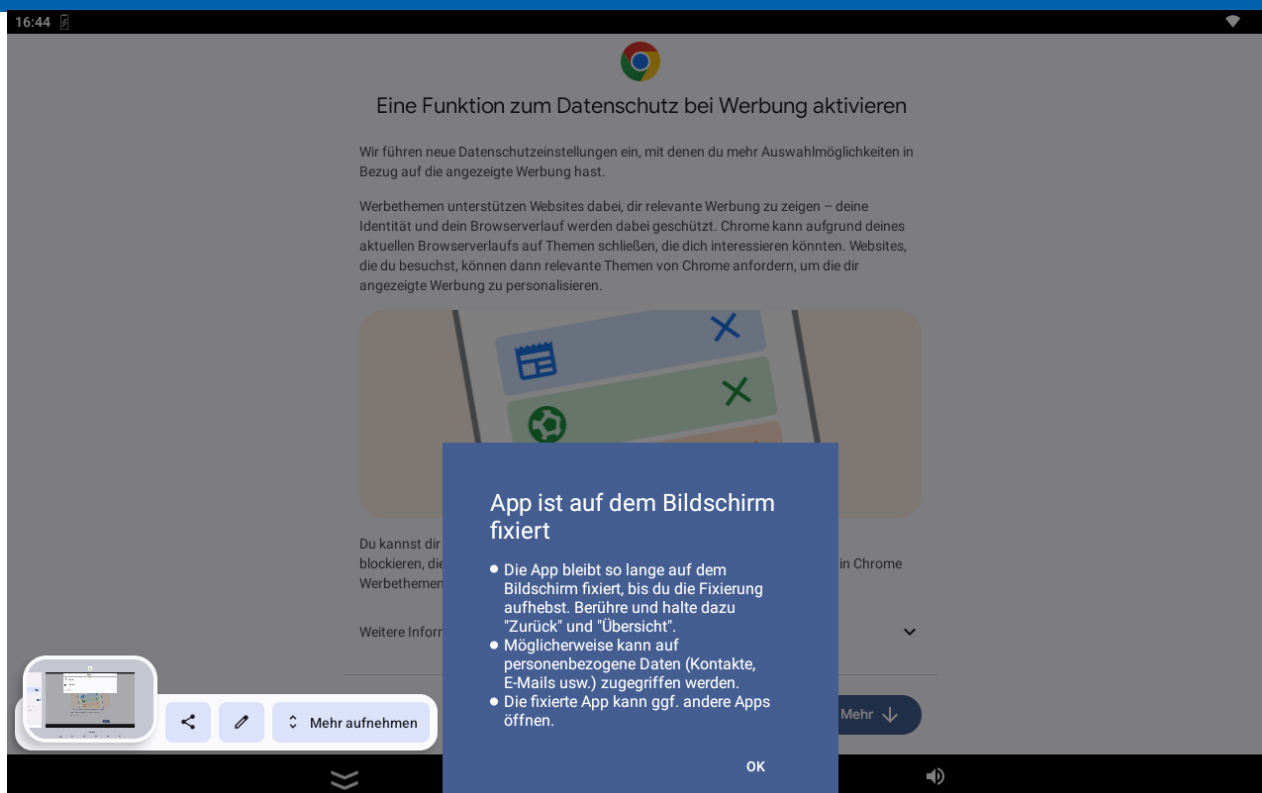 16:44
Eine Funktion zum Datenschutz bei Werbung aktivieren
Wir führen neue Datenschutzeinstellungen ein, mit denen du mehr Auswahlmöglichkeiten in
Bezug auf die angezeigte Werbung hast.
Werbethemen unterstützen Websites dabei, dir relevante Werbung zu zeigen – deine
Identität und dein Browserverlauf werden dabei geschützt. Chrome kann aufgrund deines
aktuellen Browserverlaufs auf Themen schließen, die dich interessieren könnten. Websites,
die du besuchst, können dann relevante Themen von Chrome anfordern, um die dir
angezeigte Werbung zu personalisieren.
Du kannst dir
blockieren, die in Chrome
Werbethemen
Weitere Inforr
App ist auf dem Bildschirm
fixiert
• Die App bleibt so lange auf dem
Bildschirm fixiert, bis du die Fixierung
aufhebst. Berühre und halte dazu
"Zurück" und "Übersicht".
• Möglicherweise kann auf
personenbezogene Daten (Kontakte,
E-Mails usw.) zugegriffen werden.
• Die fixierte App kann ggf. andere Apps
öffnen.
OK
Mehr
Mehr aufnehmen